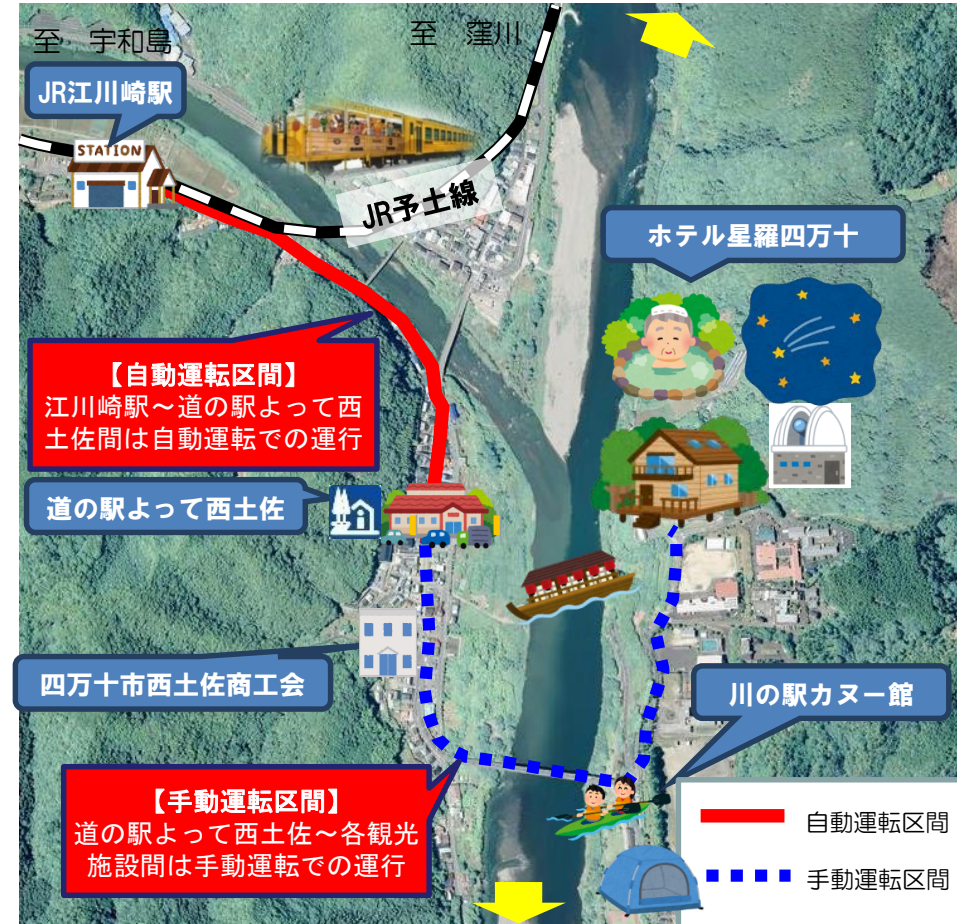 至 宇和島
至 窪川
JR江川崎駅
STATION
JR予土線
ホテル星羅四万十
【自動運転区間】
江川崎駅～道の駅よって西
土佐間は自動運転での運行
道の駅よって西土佐
四万十市西土佐商工会
川の駅カヌー館
【手動運転区間】
道の駅よって西土佐～各観光
施設間は手動運転での運行
自動運転区間
手動運転区間